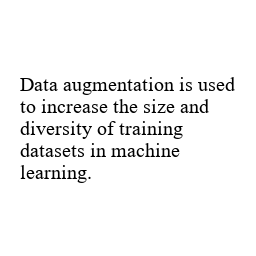 Data augmentation is used
to increase the size and
diversity of training
datasets in machine
learning.